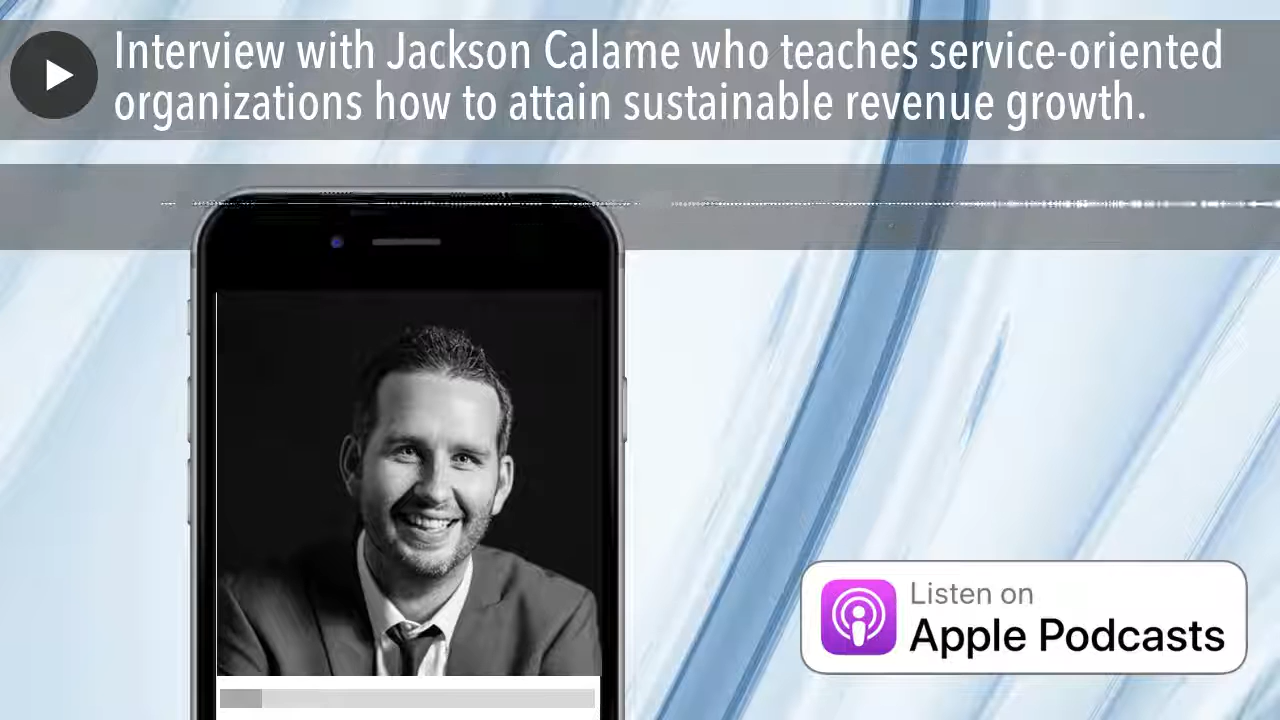 Interview with Jackson Calame who teaches service-oriented
organizations how to attain sustainable revenue growth.
Listen on
Apple Podcasts